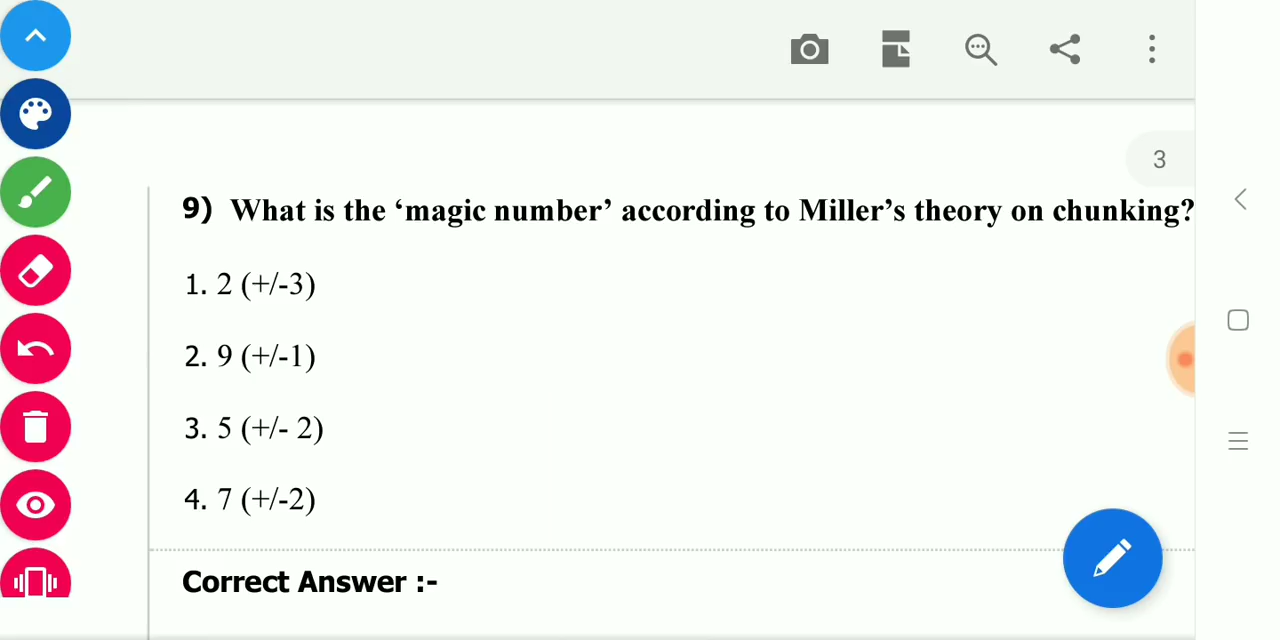 3
9) What is the ‘magic number’ according to Miller’s theory on chunking?
1. 2 (+/-3)
2. 9 (+/-1)
3. 5 (+/- 2)
4. 7 (+/-2)
Correct Answer :-